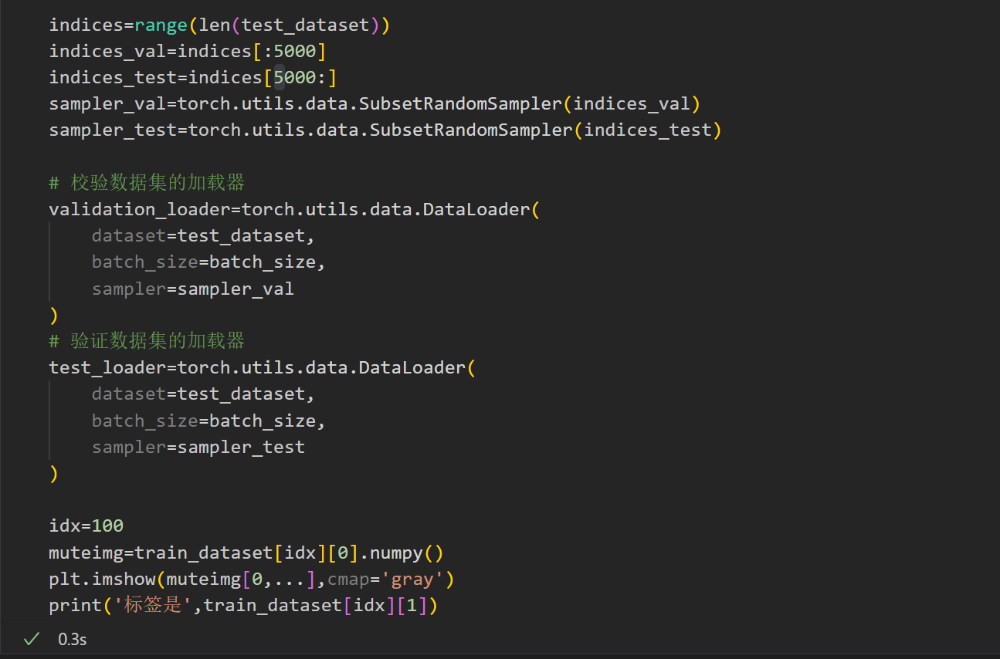 indices=range(len(test_dataset))
indices_val=indices[:5000]
indices_test=indices[5000:]
sampler_val=torch.utils.data.SubsetRandomSampler(indices_val)
sampler_test=torch.utils.data.SubsetRandomSampler(indices_test)
# 校验数据集的加载器
validation_loader=torch.utils.data.DataLoader(
    dataset=test_dataset,
    batch_size=batch_size,
    sampler=sampler_val
)
# 验证数据集的加载器
test_loader=torch.utils.data.DataLoader(
    dataset=test_dataset,
    batch_size=batch_size,
    sampler=sampler_test
)
idx=100
muteimg=train_dataset[idx][0].numpy()
plt.imshow(muteimg[0,...],cmap='gray')
print('标签是',train_dataset[idx][1])
0.3s